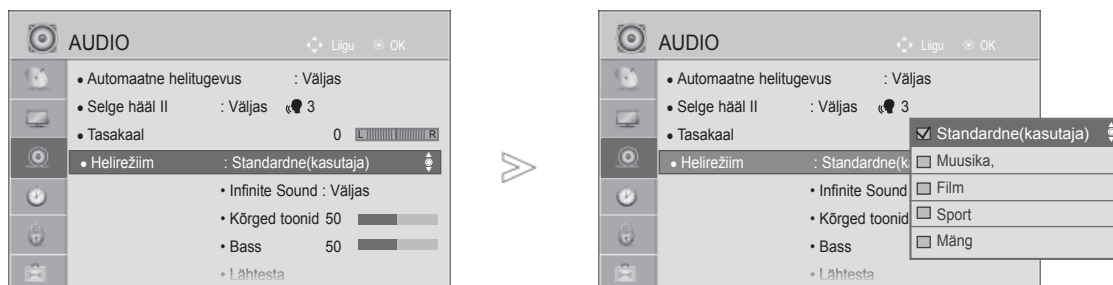 AUDIO
Liigu OK
• Automaatne helitugevus : Väljas
• Selge hääl II : Väljas 3
• Tasakaal 0 L R
• Helirežiim : Standardne(kasutaja)
• Infinite Sound : Väljas
• Kõrged toonid 50
• Bass 50
• Lähtesta
AUDIO
Liigu OK
• Automaatne helitugevus : Väljas
• Selge hääl II : Väljas 3
• Tasakaal
• Helirežiim : Standardne(k
• Infinite Sound
• Kõrged toonid
• Bass
• Lähtesta
Standardne(kasutaja)
Muusika,
Film
Sport
Mäng